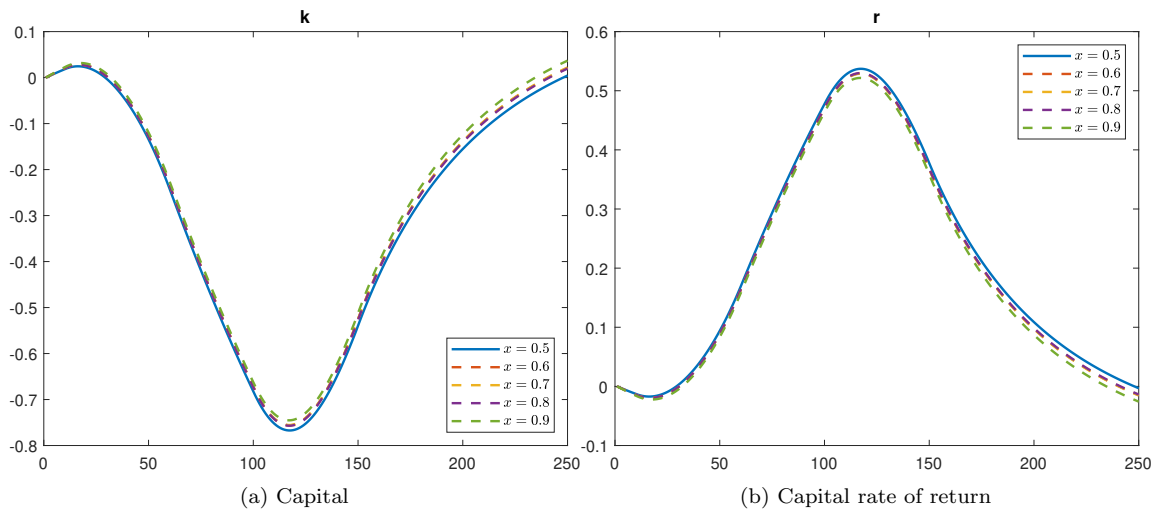 k
0.1
0
-0.1
-0.2
-0.3
-0.4
-0.5
-0.6
-0.7
-0.8
x = 0.5
x = 0.6
x = 0.7
x = 0.8
x = 0.9
0 50 100 150 200 250
(a) Capital
r
0.6
0.5
0.4
0.3
0.2
0.1
0
-0.1
x = 0.5
x = 0.6
x = 0.7
x = 0.8
x = 0.9
0 50 100 150 200 250
(b) Capital rate of return